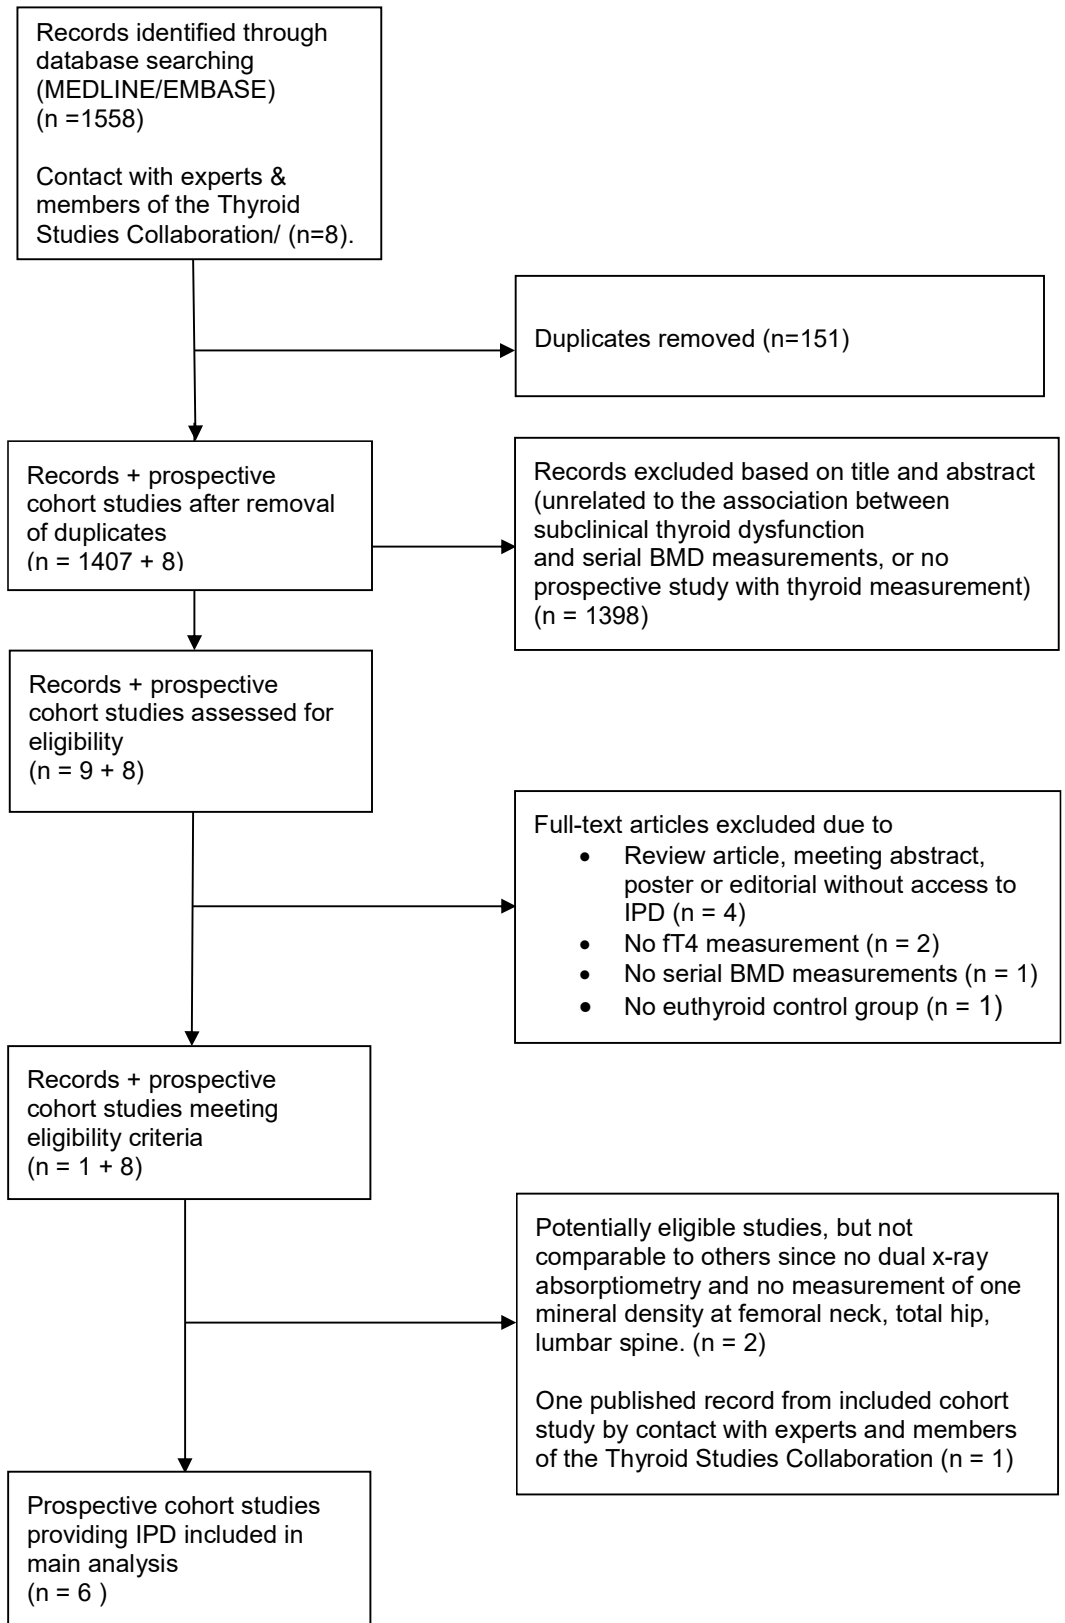 Records identified through
database searching
(MEDLINE/EMBASE)
(n =1558)
Contact with experts &
members of the Thyroid
Studies Collaboration/ (n=8).
Duplicates removed (n=151)
Records + prospective
cohort studies after removal
of duplicates
(n = 1407 + 8)
Records excluded based on title and abstract
(unrelated to the association between
subclinical thyroid dysfunction
and serial BMD measurements, or no
prospective study with thyroid measurement)
(n = 1398)
Records + prospective
cohort studies assessed for
eligibility
(n = 9 + 8)
Full-text articles excluded due to
• Review article, meeting abstract,
poster or editorial without access to
IPD (n = 4)
• No fT4 measurement (n = 2)
• No serial BMD measurements (n = 1)
• No euthyroid control group (n = 1)
Records + prospective
cohort studies meeting
eligibility criteria
(n = 1 + 8)
Potentially eligible studies, but not
comparable to others since no dual x-ray
absorptiometry and no measurement of one
mineral density at femoral neck, total hip,
lumbar spine. (n = 2)
One published record from included cohort
study by contact with experts and members
of the Thyroid Studies Collaboration (n = 1)
Prospective cohort studies
providing IPD included in
main analysis
(n = 6 )